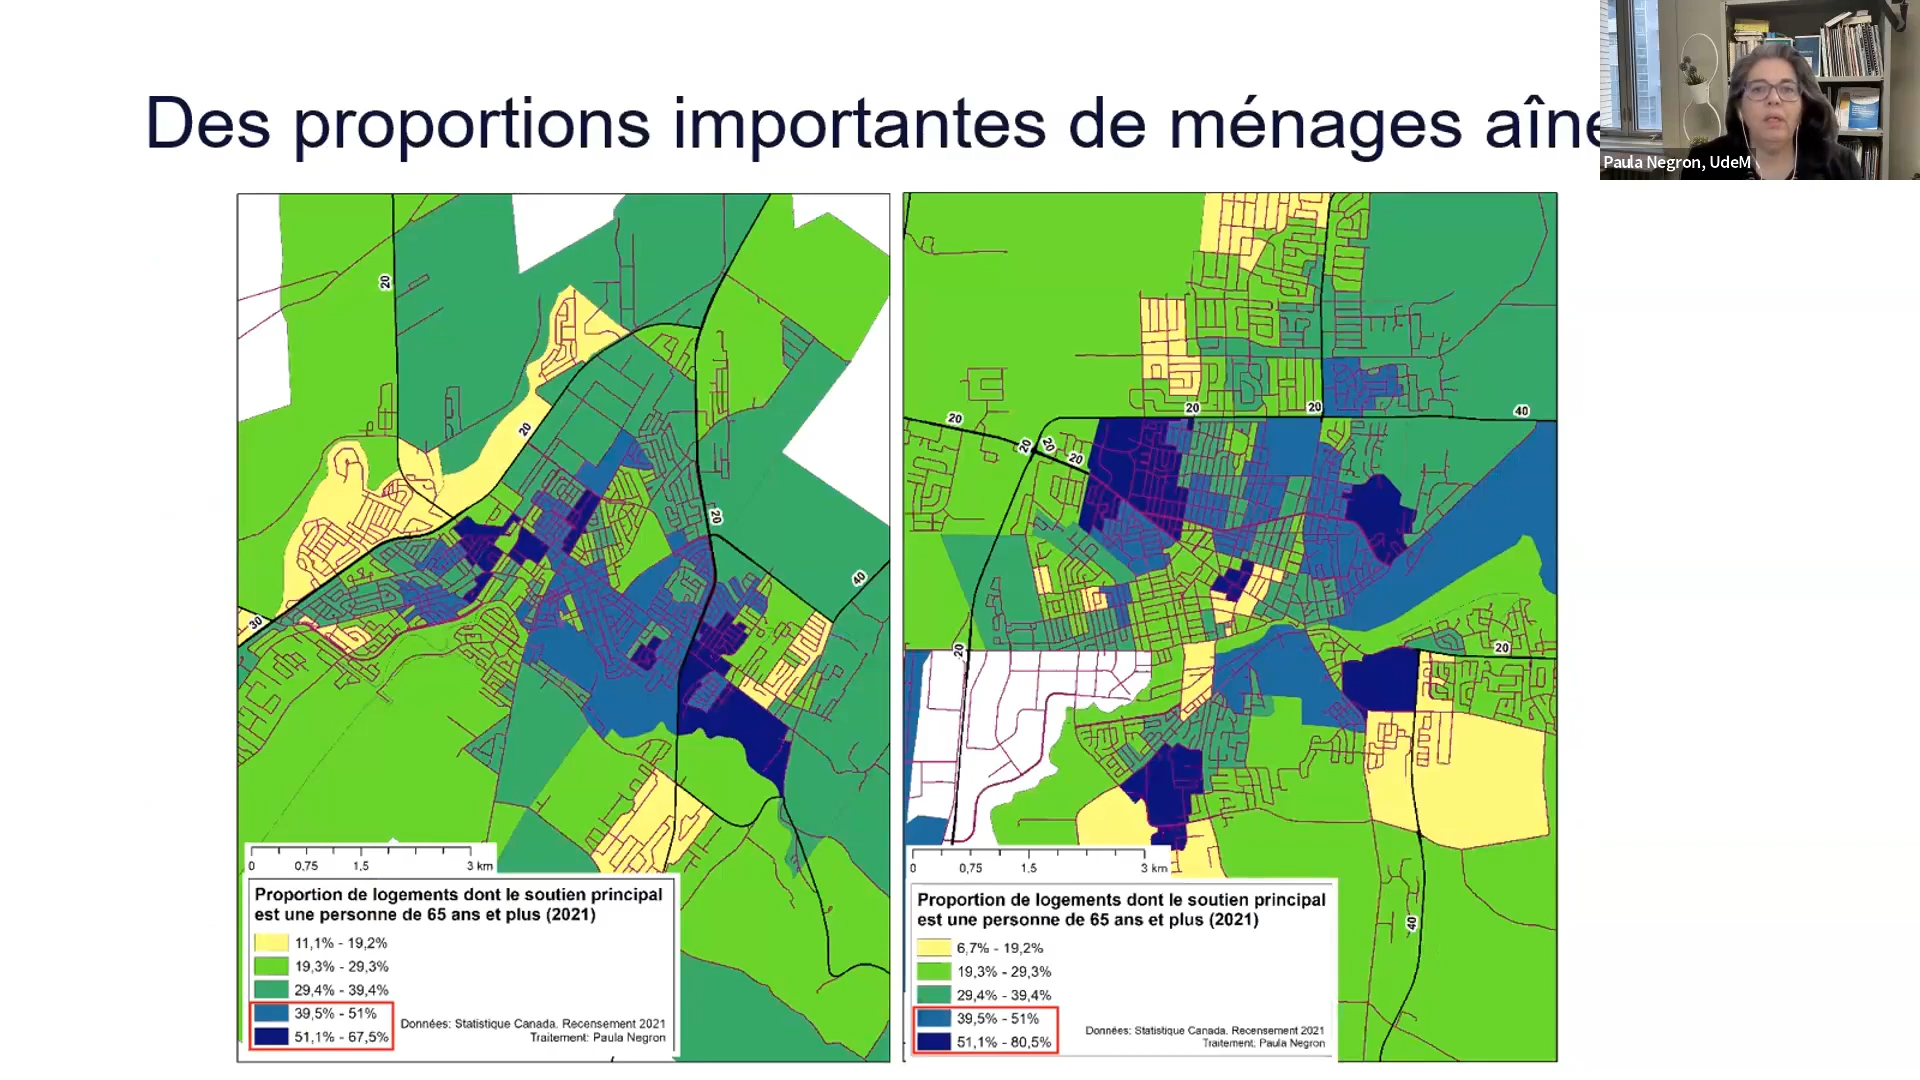 Des proportions importantes de ménages aîné
Paula Negron, UdeM
20
20
20
40
30
0 0,75 1,5 3 km
Proportion de logements dont le soutien principal
est une personne de 65 ans et plus (2021)
11,1% - 19,2%
19,3% - 29,3%
29,4% - 39,4%
39,5% - 51%
51,1% - 67,5%
Données: Statistique Canada. Recensement 2021
Traitement: Paula Negron
20
20
40
20
20
20
20
20
20
40
0 0,75 1,5 3 km
Proportion de logements dont le soutien principal
est une personne de 65 ans et plus (2021)
6,7% - 19,2%
19,3% - 29,3%
29,4% - 39,4%
39,5% - 51%
51,1% - 80,5%
Données: Statistique Canada. Recensement 2021
Traitement: Paula Negron